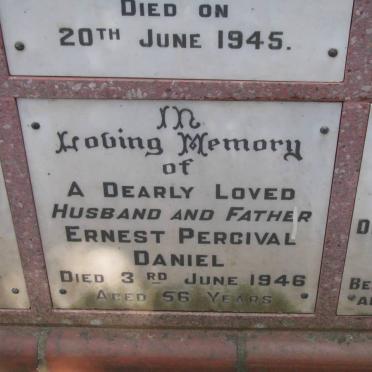 Died on
20th June 1945.
In
Loving Memory
of
A Dearly Loved
Husband and Father
Ernest Percival
Daniel
Died 3rd June 1946
Aged 56 Years